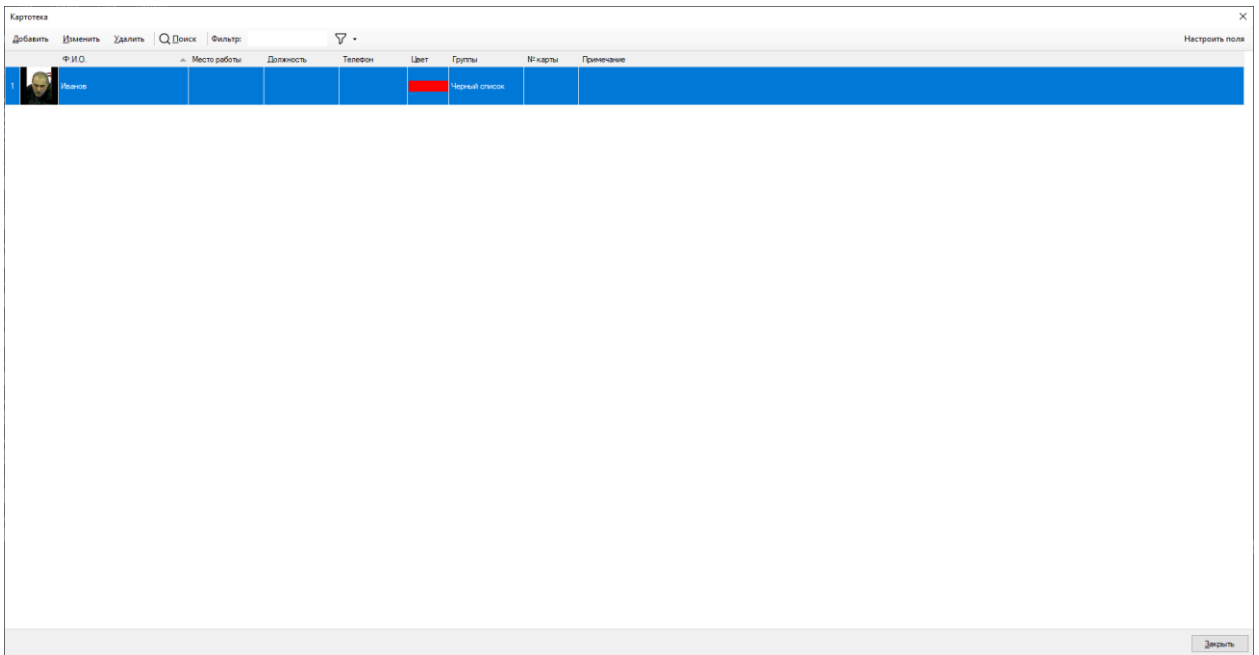 Картотека
Добавить Изменить Удалить Поиск Фильтр: Настроить поля
Ф.И.О. Место работы Должность Телефон Цвет Группы № карты Примечание
1 Иванов Черный список
Закрыть